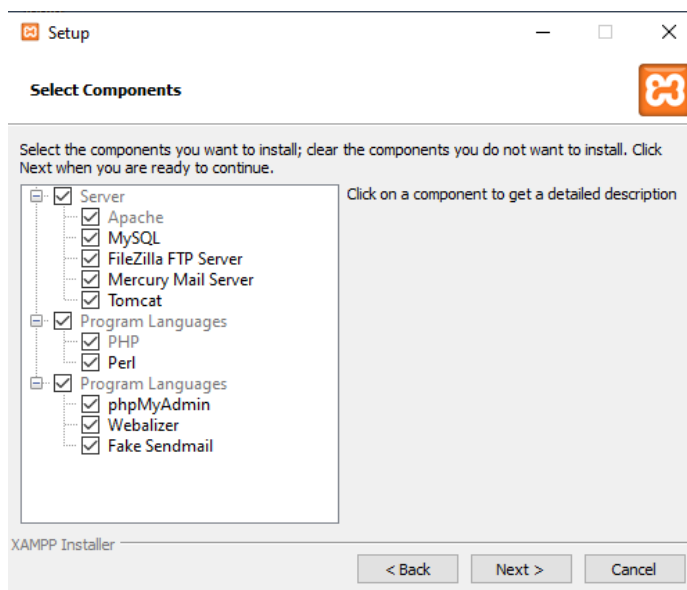 Setup
Select Components
Select the components you want to install; clear the components you do not want to install. Click
Next when you are ready to continue.
Server
Apache
MySQL
FileZilla FTP Server
Mercury Mail Server
Tomcat
Program Languages
PHP
Perl
Program Languages
phpMyAdmin
Webalizer
Fake Sendmail
Click on a component to get a detailed description
XAMPP Installer
< Back
Next >
Cancel